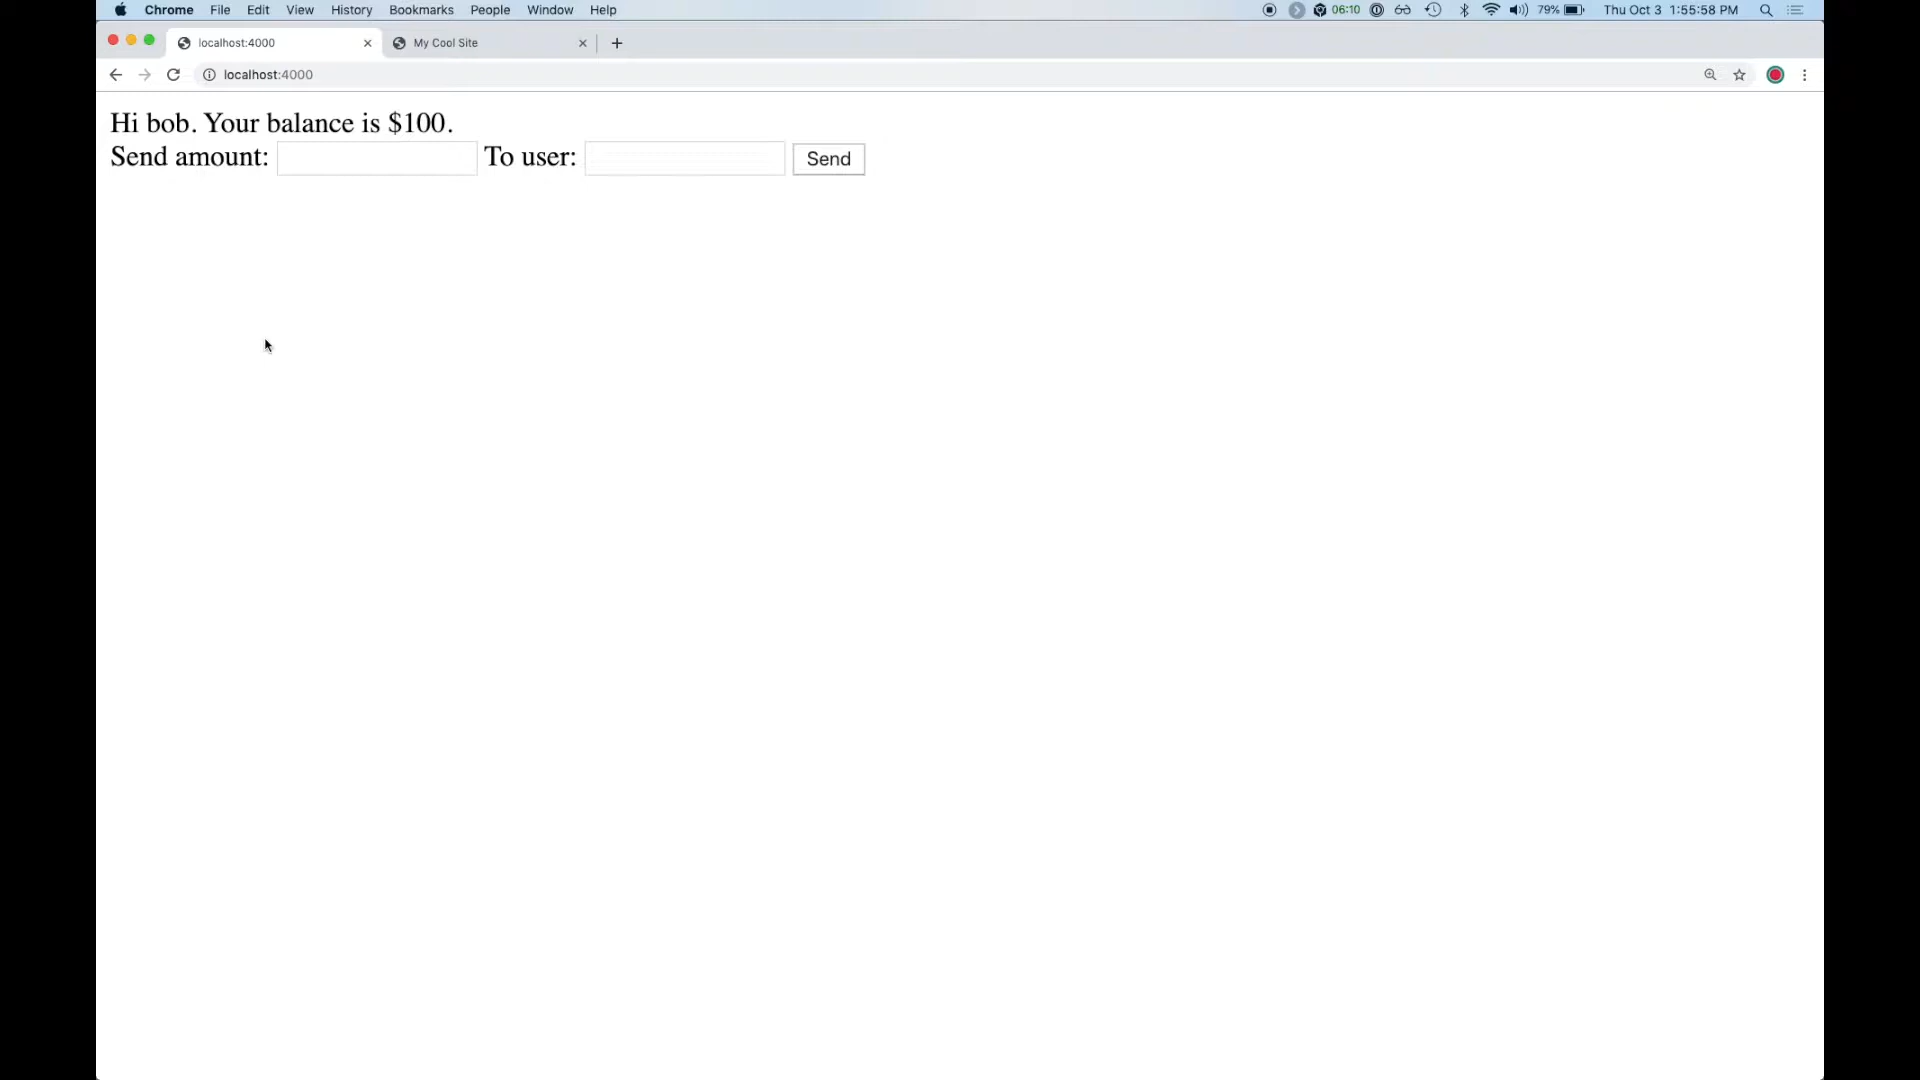 Chrome File Edit View History Bookmarks People Window Help 06:10 79% Thu Oct 3 1:55:58 PM
localhost:4000 My Cool Site
localhost:4000
Hi bob. Your balance is $100.
Send amount: To user: Send